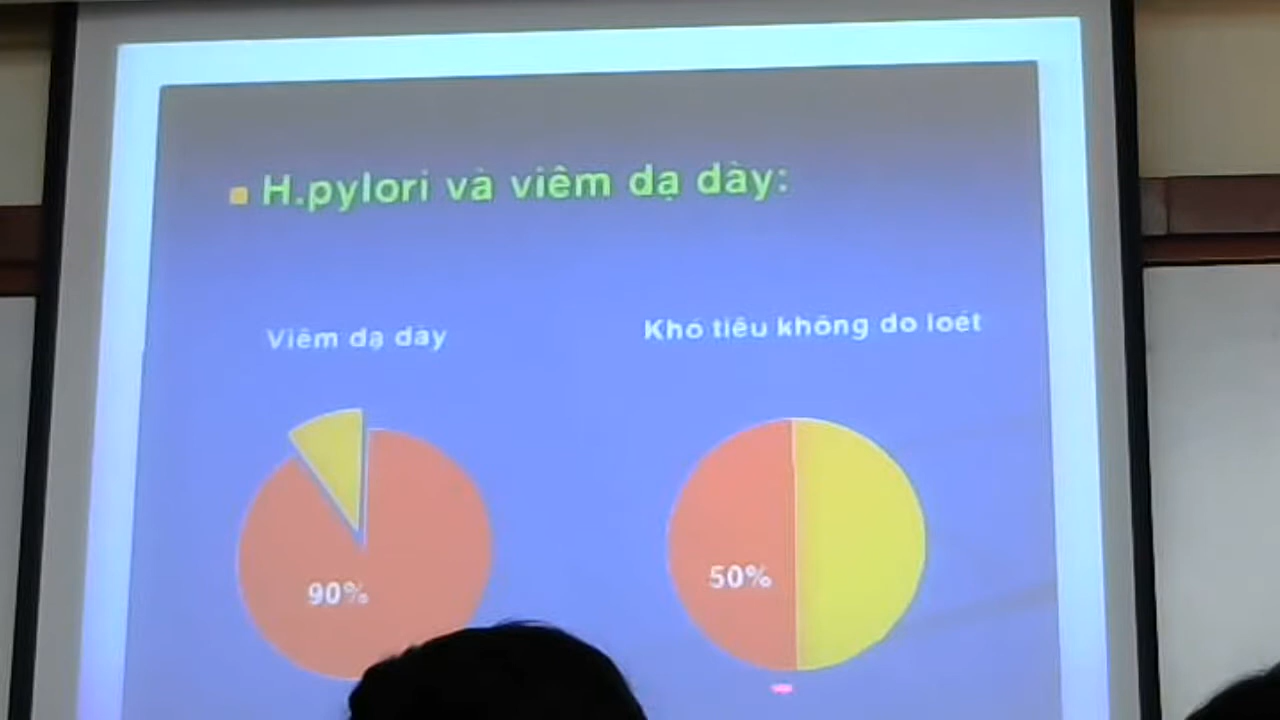 H.pylori và viêm dạ dày:
Viêm dạ dày
Khó tiêu không do loét
90%
50%